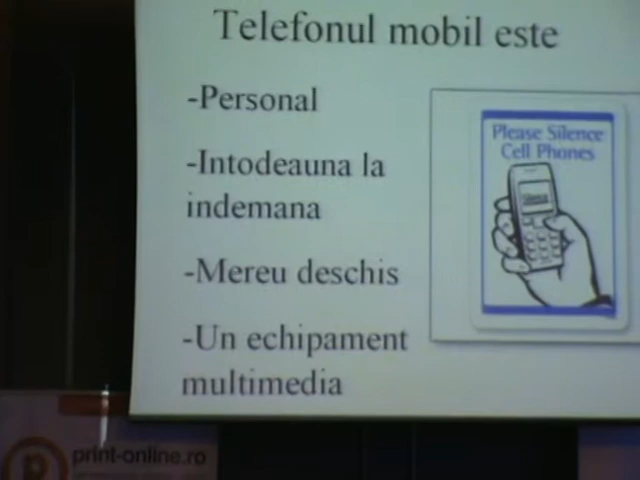 Telefonul mobil este
-Personal
-Intodeauna la
indemana
-Mereu deschis
-Un echipament
multimedia
Please Silence
Cell Phones
print-online.ro